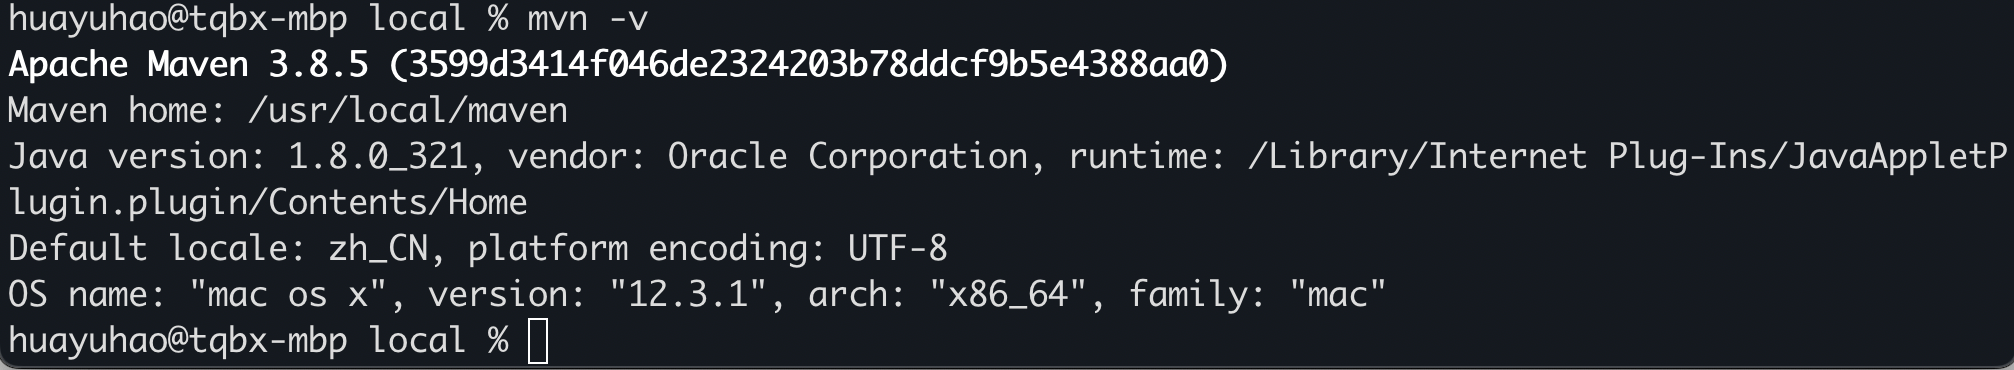 huayuhao@tqbx-mbp local % mvn -v
Apache Maven 3.8.5 (3599d3414f046de2324203b78ddcf9b5e4388aa0)
Maven home: /usr/local/maven
Java version: 1.8.0_321, vendor: Oracle Corporation, runtime: /Library/Internet Plug-Ins/JavaAppletP
lugin.plugin/Contents/Home
Default locale: zh_CN, platform encoding: UTF-8
OS name: "mac os x", version: "12.3.1", arch: "x86_64", family: "mac"
huayuhao@tqbx-mbp local %